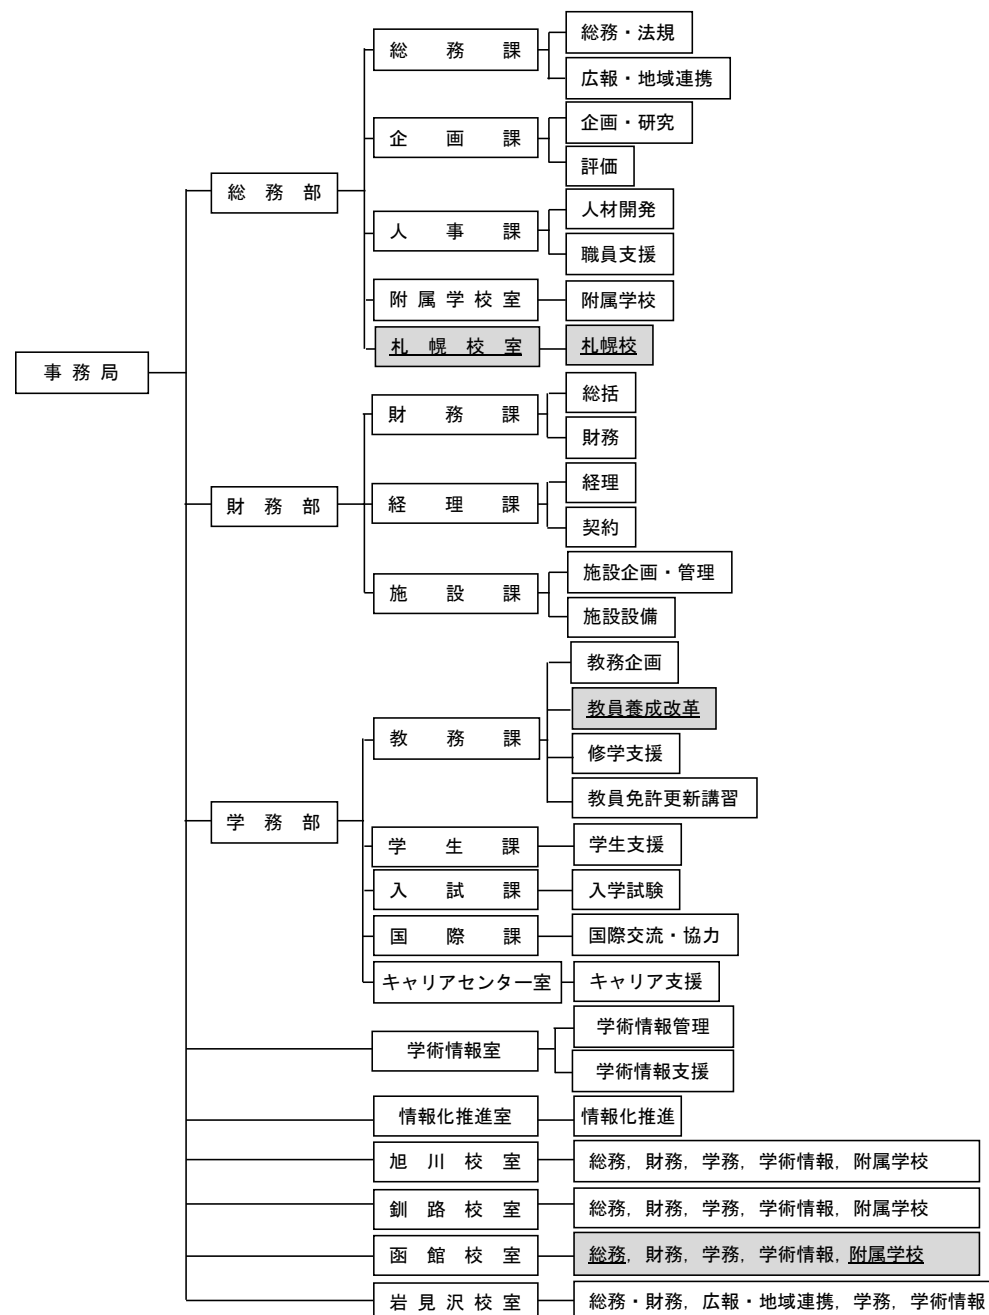 総務・法規
総務課
広報・地域連携
企画・研究
企画課
評価
人材開発
総務部
人事課
職員支援
附属学校室
附属学校
札幌校室
札幌校
事務局
総括
財務課
財務
経理
財務部
経理課
契約
施設企画・管理
施設課
施設設備
教務企画
教員養成改革
教務課
修学支援
教員免許更新講習
学務部
学生課
学生支援
入試課
入学試験
国際課
国際交流・協力
キャリアセンター室
キャリア支援
学術情報管理
学術情報室
学術情報支援
情報化推進室
情報化推進
旭川校室
総務，財務，学務，学術情報，附属学校
釧路校室
総務，財務，学務，学術情報，附属学校
函館校室
総務，財務，学務，学術情報，附属学校
岩見沢校室
総務・財務，広報・地域連携，学務，学術情報